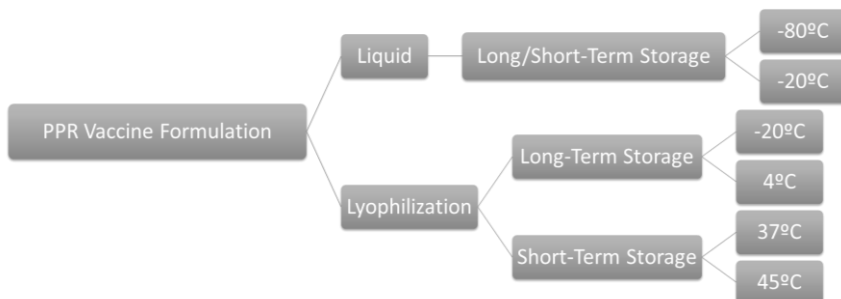 PPR Vaccine Formulation
Liquid
Long/Short-Term Storage
-80ºC
-20ºC
Lyophilization
Long-Term Storage
-20ºC
4ºC
Short-Term Storage
37ºC
45ºC